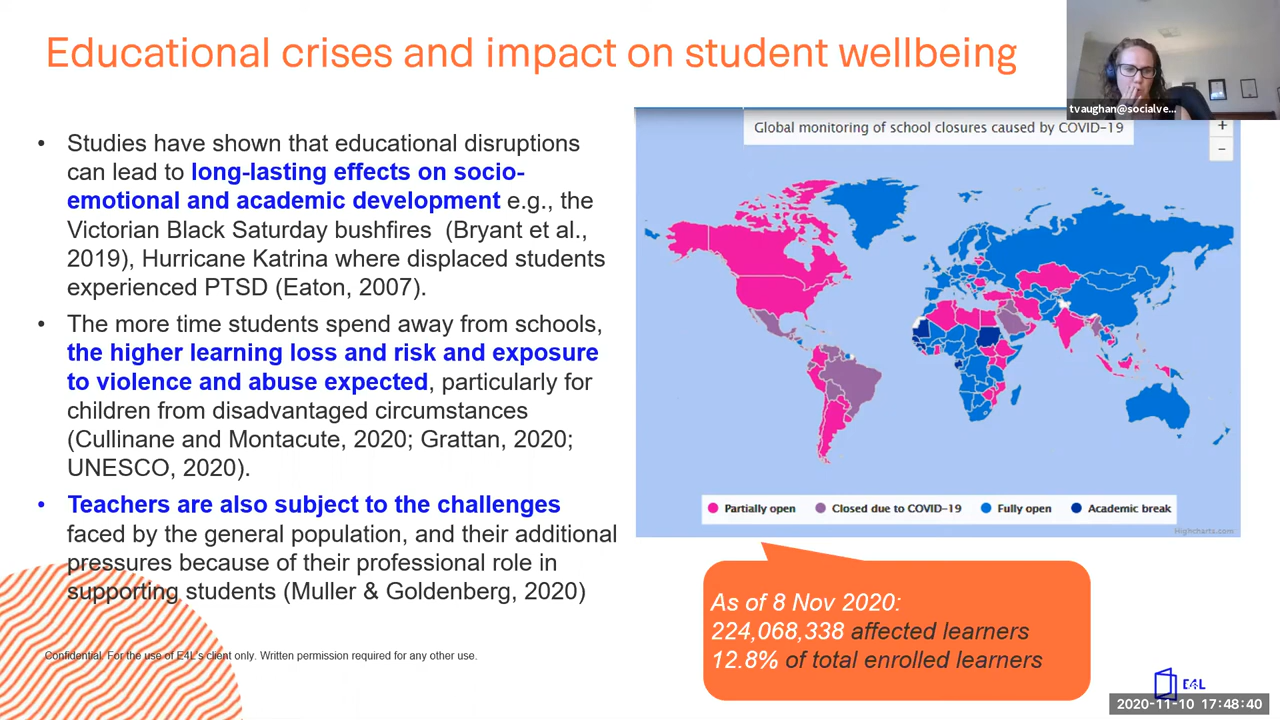 Educational crises and impact on student wellbeing
tvaughan@socialve...
• Studies have shown that educational disruptions
can lead to long-lasting effects on socio-
emotional and academic development e.g., the
Victorian Black Saturday bushfires (Bryant et al.,
2019), Hurricane Katrina where displaced students
experienced PTSD (Eaton, 2007).
• The more time students spend away from schools,
the higher learning loss and risk and exposure
to violence and abuse expected, particularly for
children from disadvantaged circumstances
(Cullinane and Montacute, 2020; Grattan, 2020;
UNESCO, 2020).
• Teachers are also subject to the challenges
faced by the general population, and their additional
pressures because of their professional role in
supporting students (Muller & Goldenberg, 2020)
Confidential. For the use of E4L's client only. Written permission required for any other use.
Global monitoring of school closures caused by COVID-19
+
−
Partially open Closed due to COVID-19 Fully open Academic break
Highcharts.com
As of 8 Nov 2020:
224,068,338 affected learners
12.8% of total enrolled learners
E4L
2020-11-10 17:48:40